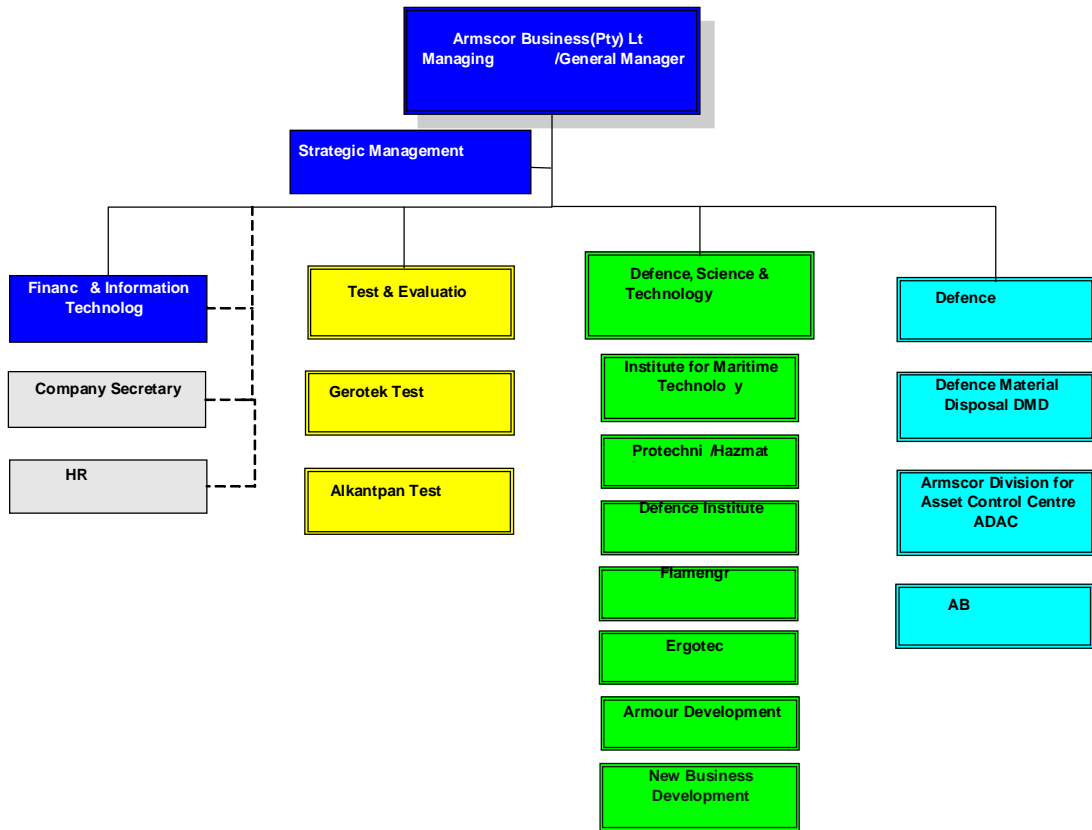 Armscor Business(Pty) Lt
Managing /General Manager
Strategic Management
Financ & Information
Technolog
Company Secretary
HR
Test & Evaluatio
Gerotek Test
Alkantpan Test
Defence, Science &
Technology
Institute for Maritime
Technolo y
Protechni /Hazmat
Defence Institute
Flamengr
Ergotec
Armour Development
New Business
Development
Defence
Defence Material
Disposal DMD
Armscor Division for
Asset Control Centre
ADAC
AB